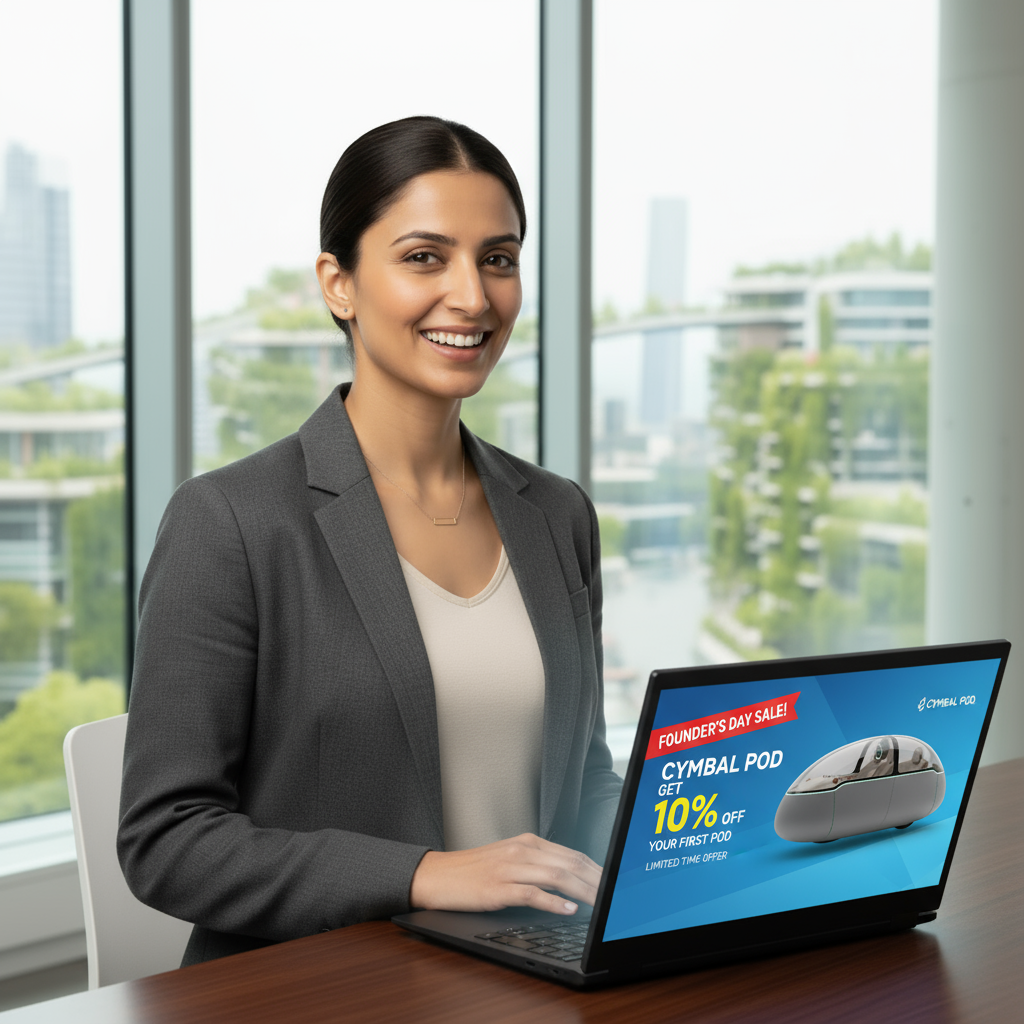 FOUNDER'S DAY SALE!
CYMBAL POD
CYMBAL POD
GET
10% OFF
YOUR FIRST POD
LIMITED TIME OFFER